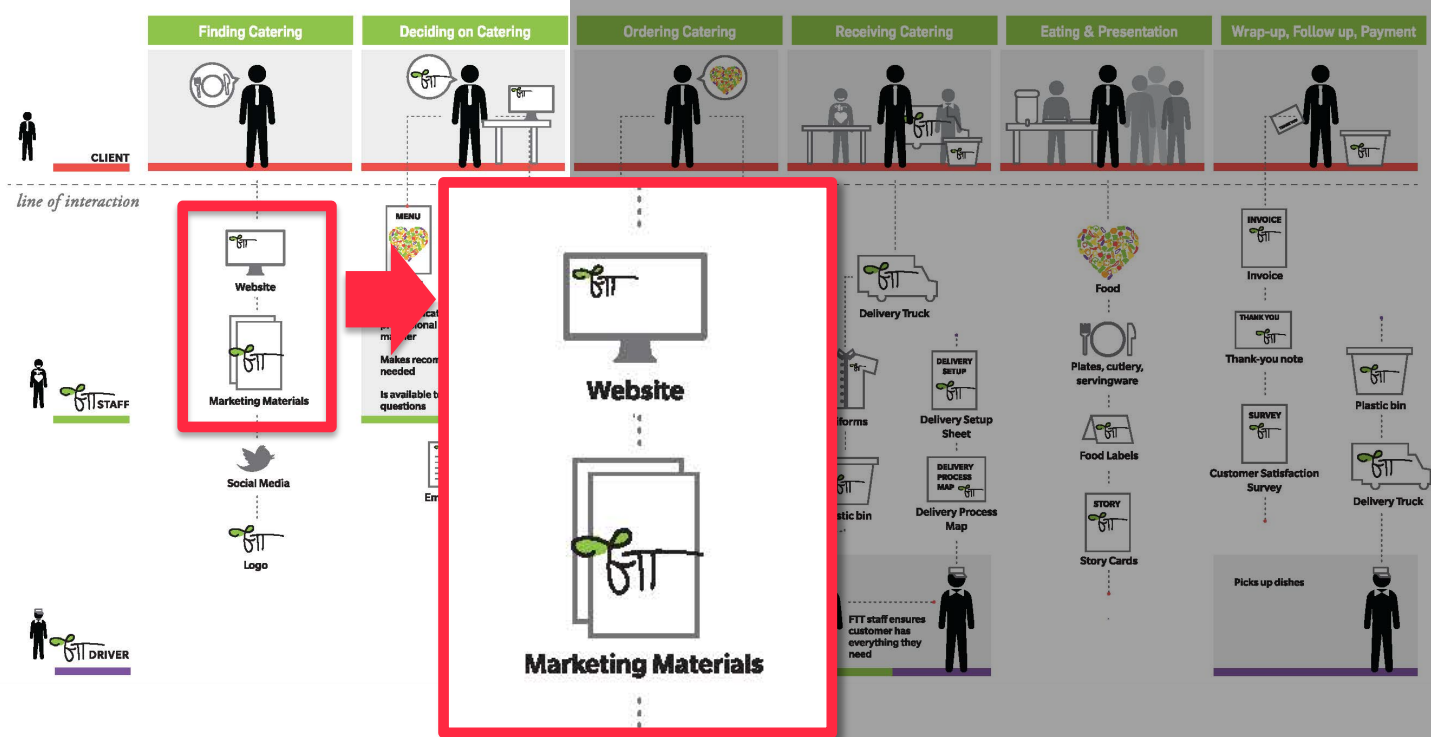 Finding Catering
Deciding on Catering
Ordering Catering
Receiving Catering
Eating & Presentation
Wrap-up, Follow up, Payment
CLIENT
line of interaction
Website
Marketing Materials
Social Media
Logo
MENU
manner
needed
Is available
questions
Website
Marketing Materials
Delivery Truck
DELIVERY
SETUP
Delivery Setup
Sheet
DELIVERY
PROCESS
MAP
Delivery Process
Map
FTT staff ensures
customer has
everything they
need
Food
Plates, cutlery,
servingware
Food Labels
STORY
Story Cards
INVOICE
Invoice
THANK YOU
Thank-you note
SURVEY
Customer Satisfaction
Survey
Plastic bin
Delivery Truck
Picks up dishes
STAFF
DRIVER